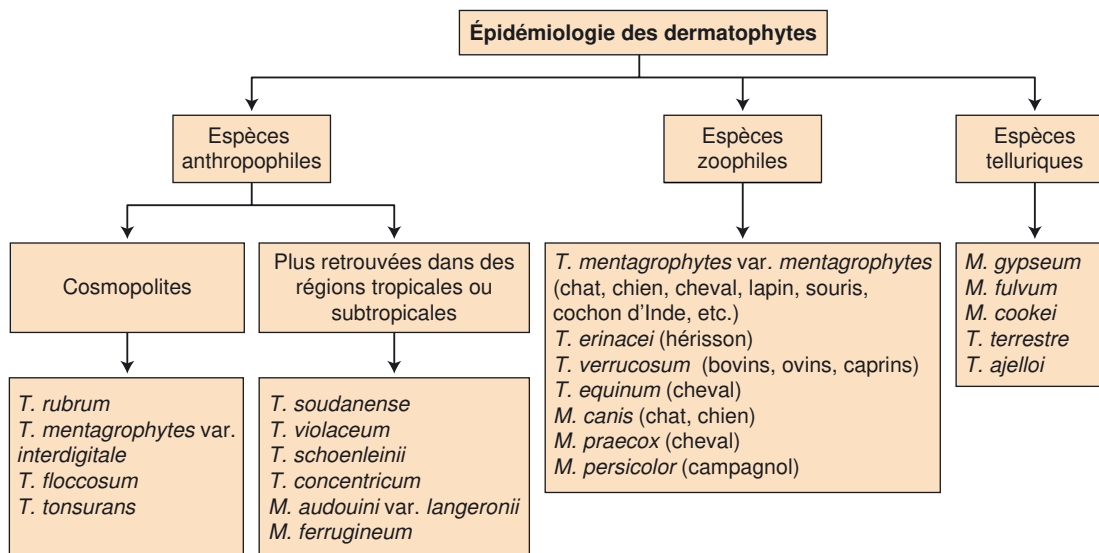 Épidémiologie des dermatophytes
Espèces
anthropophiles
Espèces
zoophiles
Espèces
telluriques
Cosmopolites
Plus retrouvées dans des
régions tropicales ou
subtropicales
T. mentagrophytes var. mentagrophytes
(chat, chien, cheval, lapin, souris,
cochon d'Inde, etc.)
T. erinacei (hérisson)
T. verrucosum (bovins, ovins, caprins)
T. equinum (cheval)
M. canis (chat, chien)
M. praecox (cheval)
M. persicolor (campagnol)
M. gypseum
M. fulvum
M. cookei
T. terrestre
T. ajelloi
T. rubrum
T. mentagrophytes var.
interdigitale
T. floccosum
T. tonsurans
T. soudanense
T. violaceum
T. schoenleinii
T. concentricum
M. audouini var. langeronii
M. ferrugineum